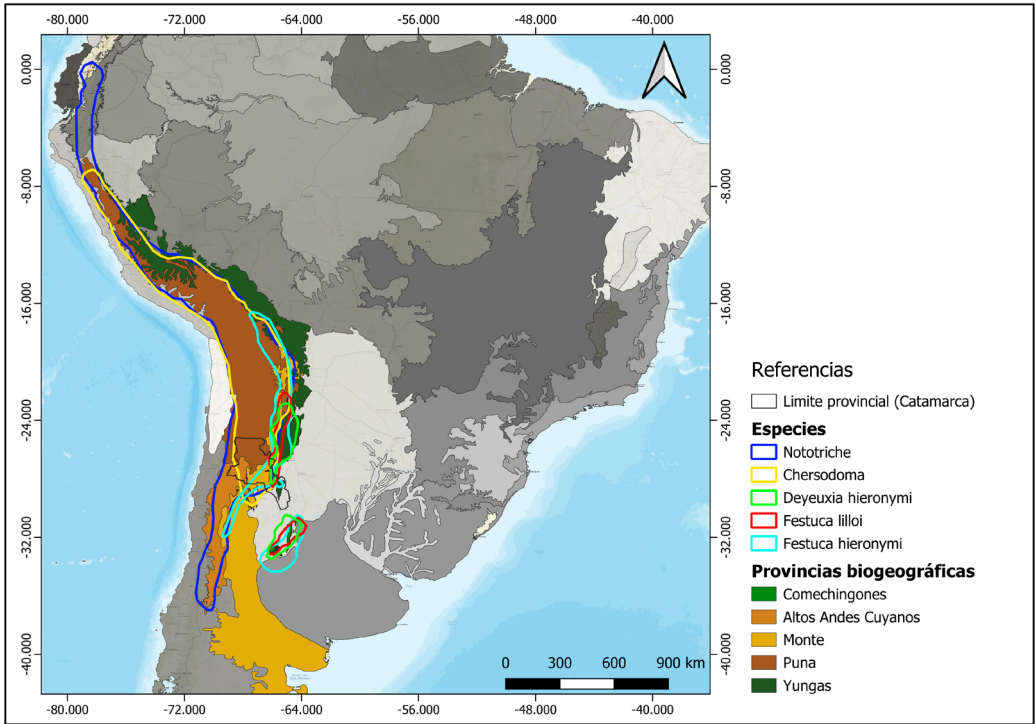 -80.000 -72.000 -64.000 -56.000 -48.000 -40.000
0.000 0.000
-8.000 -8.000
-16.000 -16.000
-24.000 -24.000
-32.000 -32.000
-40.000 -40.000
Referencias
Limite provincial (Catamarca)
Especies
Nototriche
Chersodoma
Deyeuxia hieronymi
Festuca lilloi
Festuca hieronymi
Provincias biogeográficas
Comechingones
Altos Andes Cuyanos
Monte
Puna
Yungas
0 300 600 900 km
-80.000 -72.000 -64.000 -56.000 -48.000 -40.000